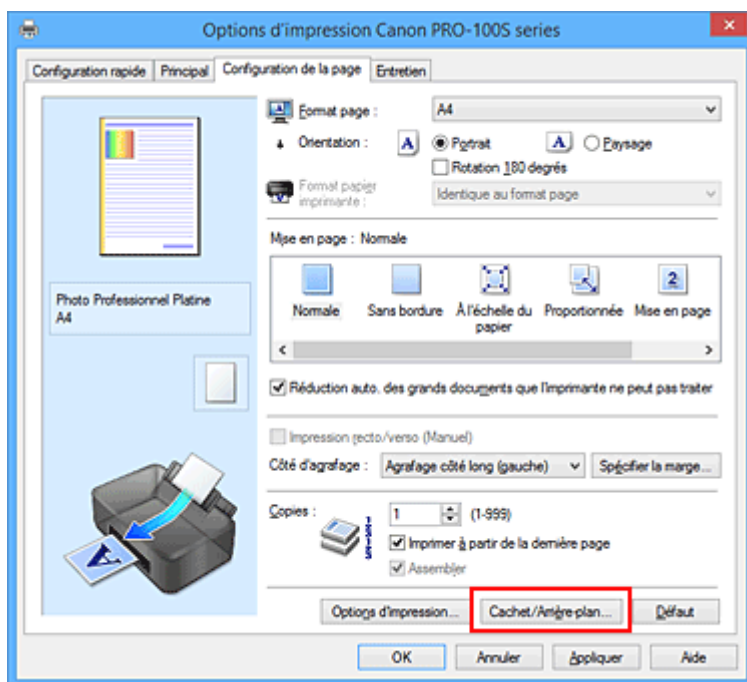 Options d'impression Canon PRO-100S series
Configuration rapide Principal Configuration de la page Entretien
Format page : A4
Orientation : A Portrait A Paysage
Rotation 180 degrés
Format papier imprimante : Identique au format page
Mise en page : Normale
Normale Sans bordure À l'échelle du papier Proportionnée Mise en page
2
Photo Professionnel Platine
A4
Réduction auto. des grands documents que l'imprimante ne peut pas traiter
Impression recto/verso (Manuel)
Côté d'agrafage : Agrafage côté long (gauche) Spécifier la marge...
Copies : 1 (1-999)
Imprimer à partir de la dernière page
Assembler
A
Options d'impression... Cachet/Arrière-plan... Défaut
OK Annuler Appliquer Aide